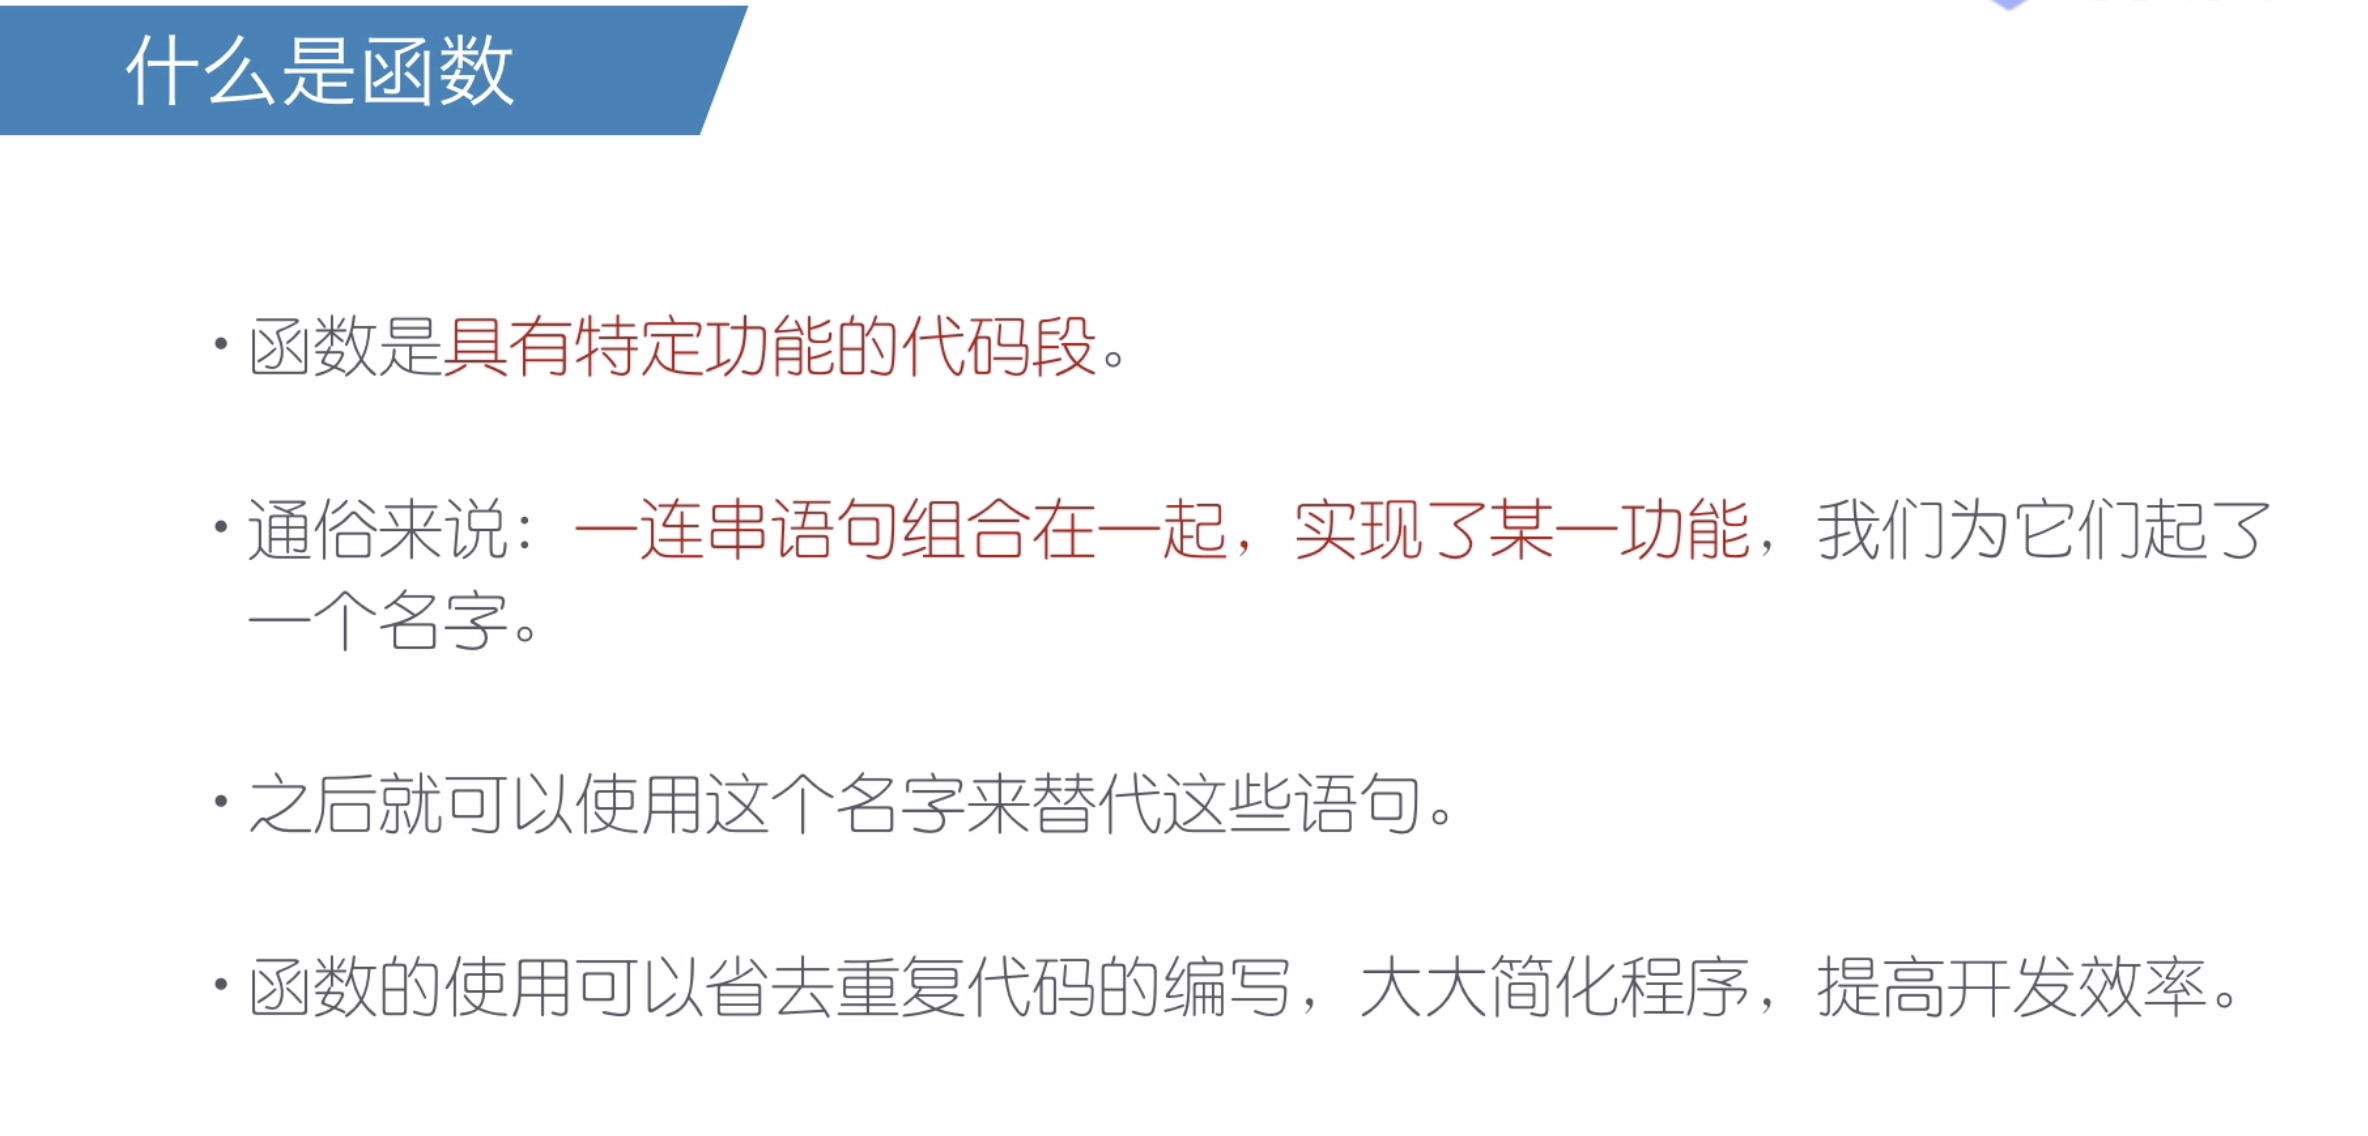 什么是函数
•函数是具有特定功能的代码段。
•通俗来说：一连串语句组合在一起，实现了某一功能，我们为它们起了
一个名字。
•之后就可以使用这个名字来替代这些语句。
•函数的使用可以省去重复代码的编写，大大简化程序，提高开发效率。